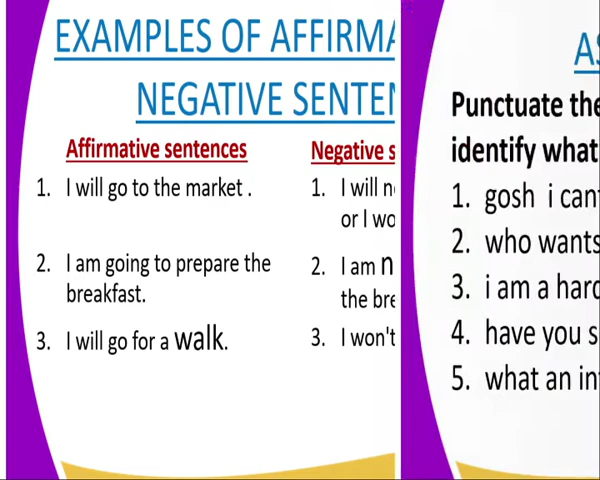 EXAMPLES OF AFFIRMA
NEGATIVE SENTEN
Affirmative sentences
1. I will go to the market .
2. I am going to prepare the
breakfast.
3. I will go for a walk.
Negative s
1. I will n
or I wo
2. I am n
the bre
3. I won't
AS
Punctuate the
identify what
1. gosh i can
2. who wants
3. i am a hard
4. have you s
5. what an in